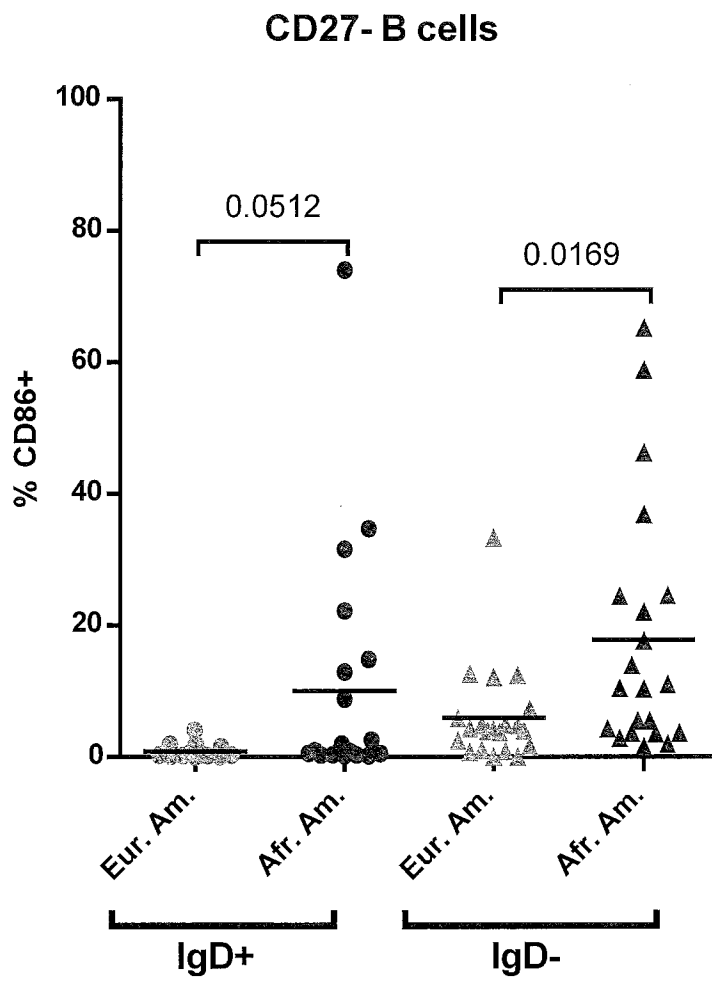 CD27- B cells
100
80
60
40
20
0
% CD86+
0.0512
0.0169
Eur. Am.
Afr. Am.
Eur. Am.
Afr. Am.
IgD+
IgD-